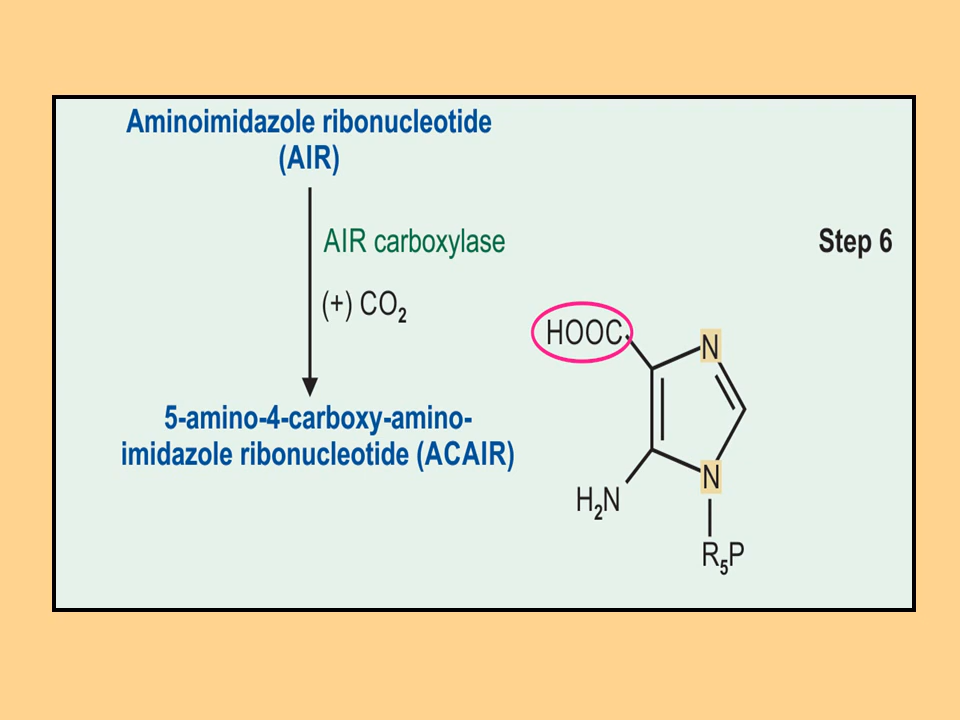 Aminoimidazole ribonucleotide
(AIR)
AIR carboxylase
Step 6
(+) CO₂
HOOC
N
5-amino-4-carboxy-amino-
imidazole ribonucleotide (ACAIR)
N
H₂N
R₅P